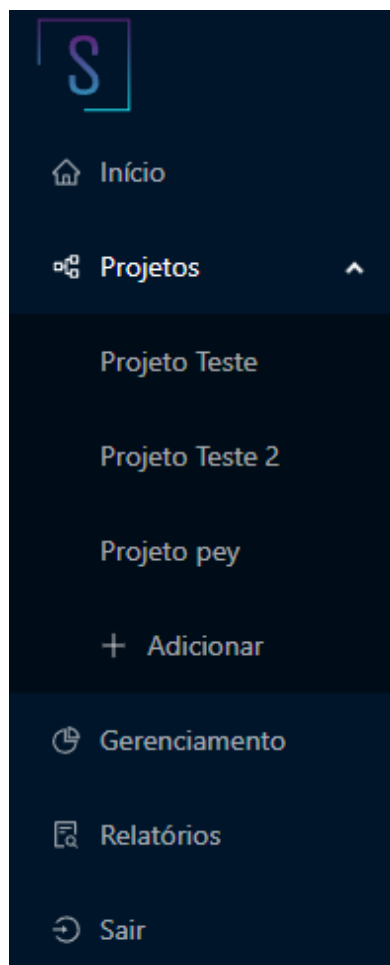 S
Início
Projetos
Projeto Teste
Projeto Teste 2
Projeto pey
+ Adicionar
Gerenciamento
Relatórios
Sair